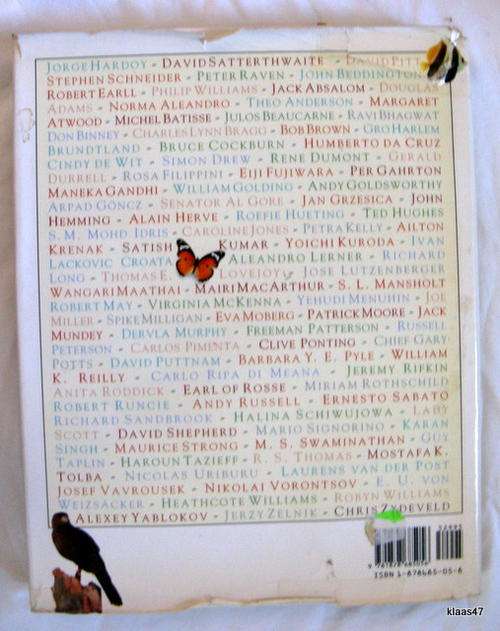 JORGE HARDOY - DAVID SATTERTHWAITE - DAVID
STEPHEN SCHNEIDER - PETER RAVEN - JOHN BEDDINGTON
ROBERT EARLL - PHILIP WILLIAMS - JACK ABSALOM - DOUGLAS
ADAMS - NORMA ALEANDRO - THEO ANDERSON - MARGARET
ATWOOD - MICHEL BATISSE - JULOS BEAUCARNE - RAVI BHAGWAT
DON BINNEY - CHARLES LYNN BRAGG - BOB BROWN - GRO HARLEM
BRUNDTLAND - BRUCE COCKBURN - HUMBERTO DA CRUZ
CINDY DE WIT - SIMON DREW - RENE DUMONT - GERALD
DURRELL - ROSA FILIPPINI - EIJI FUJIWARA - PER GAHRTON
MANEKA GANDHI - WILLIAM GOLDING - ANDY GOLDSWORTHY
ARPAD GONCZ - SENATOR AL GORE - JAN GRZESICA - JOHN
HEMMING - ALAIN HERVE - ROEFIE HUETING - TED HUGHES
S. M. MOHD IDRIS - CAROLINE JONES - PETRA KELLY - AILTON
KRENAK - SATISH KUMAR - YOICHI KURODA - IVAN
LACKOVIC CROATA ALEANDRO LERNER - RICHARD
LONG - THOMAS E. LOVEJOY - JOSE LUTZENBERGER
WANGARI MAATHAI - MAIRI MACARTHUR - S. L. MANSHOLT
ROBERT MAY - VIRGINIA MCKENNA - YEHUDI MENUHIN - JOE
MILLER - SPIKE MILLIGAN - EVA MOBERG - PATRICK MOORE - JACK
MUNDEY - DERVLA MURPHY - FREEMAN PATTERSON - RUSSELL
PETERSON - CARLOS PIMENTA - CLIVE PONTING - CHIEF GARY
POTTS - DAVID PUTTNAM - BARBARA Y. E. PYLE - WILLIAM
K. REILLY - CARLO RIPA DI MEANA - JEREMY RIFKIN
ANITA RODDICK - EARL OF ROSSE - MIRIAM ROTHSCHILD
ROBERT RUNCIE - ANDY RUSSELL - ERNESTO SABATO
RICHARD SANDBROOK - HALINA SCHIWUJOWA - LADY
SCOTT - DAVID SHEPHERD - MARIO SIGNORINO - KARAN
SINGH - MAURICE STRONG - M. S. SWAMINATHAN - GUY
TAPLIN - HAROUN TAZIEFF - R. S. THOMAS - MOSTAFA K.
TOLBA - NICOLAS URIBURU - LAURENS VAN DER POST
JOSEF VAVROUSEK - NIKOLAI VORONTSOV - E. U. VON
WEIZSACKER - HEATHCOTE WILLIAMS - ROBYN WILLIAMS
ALEXEY YABLOKOV - JERZY ZELNIK - CHRIS ZYDEVELD
ISBN 1-878685-05-6
klaas47